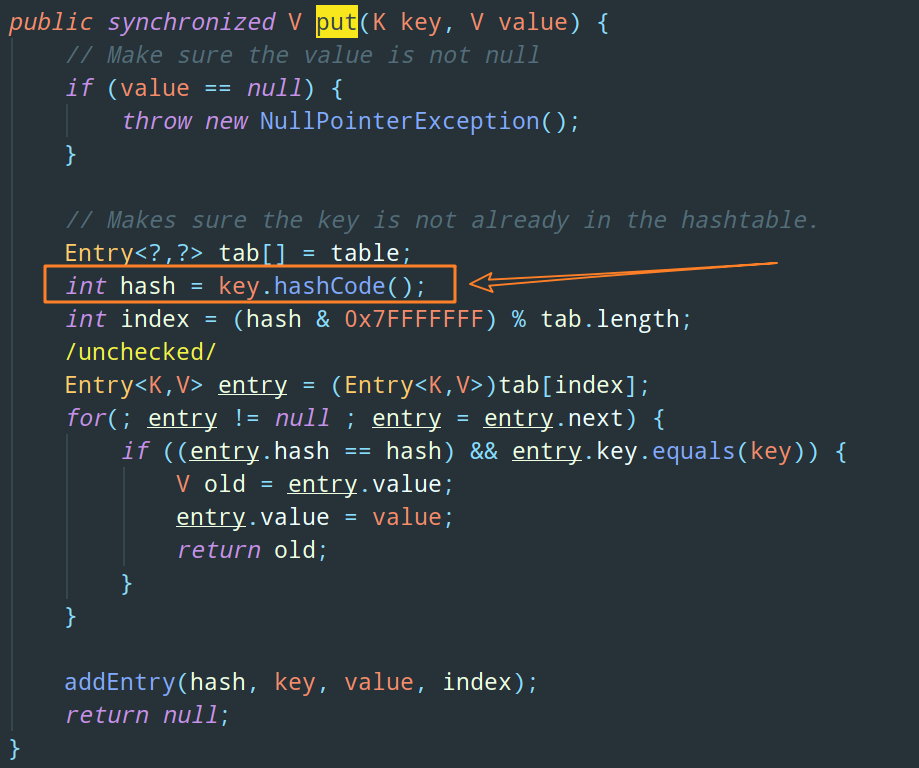 public synchronized V put(K key, V value) {
    // Make sure the value is not null
    if (value == null) {
        throw new NullPointerException();
    }

    // Makes sure the key is not already in the hashtable.
    Entry<?,?> tab[] = table;
    int hash = key.hashCode();
    int index = (hash & 0x7FFFFFFF) % tab.length;
    /unchecked/
    Entry<K,V> entry = (Entry<K,V>)tab[index];
    for(; entry != null ; entry = entry.next) {
        if ((entry.hash == hash) && entry.key.equals(key)) {
            V old = entry.value;
            entry.value = value;
            return old;
        }
    }

    addEntry(hash, key, value, index);
    return null;
}